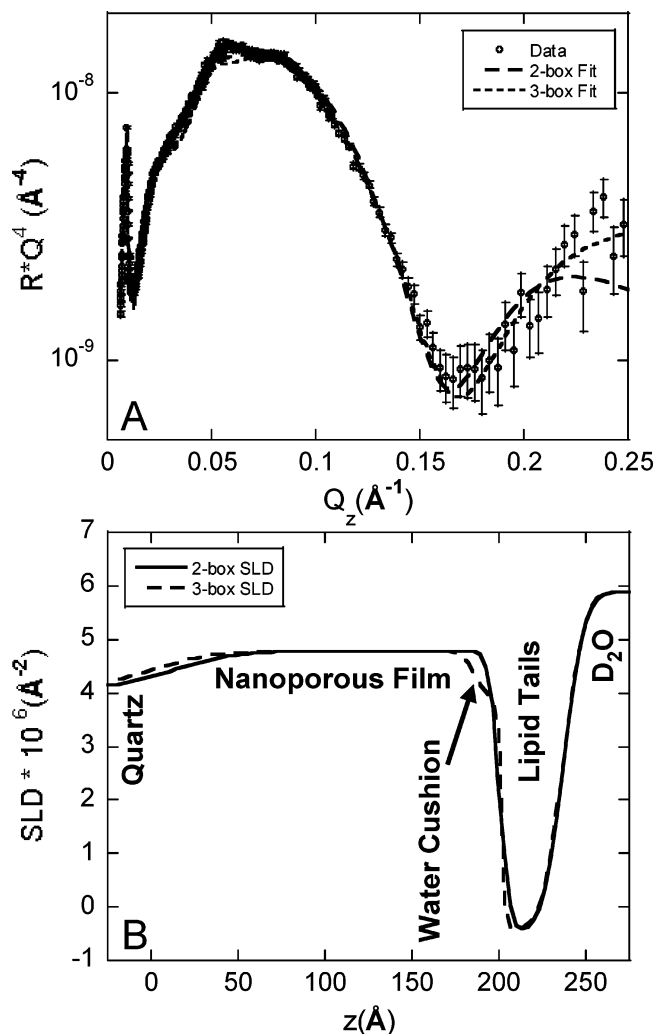 10⁻⁸
10⁻⁹
R*Q⁴ (Å⁻⁴)
Data
2-box Fit
3-box Fit
A
0 0.05 0.1 0.15 0.2 0.25
Q_z(Å⁻¹)
7
6
5
4
3
2
1
0
-1
SLD * 10⁶(Å⁻²)
2-box SLD
3-box SLD
Quartz
Nanoporous Film
Water Cushion
Lipid Tails
D₂O
B
0 50 100 150 200 250
z(Å)